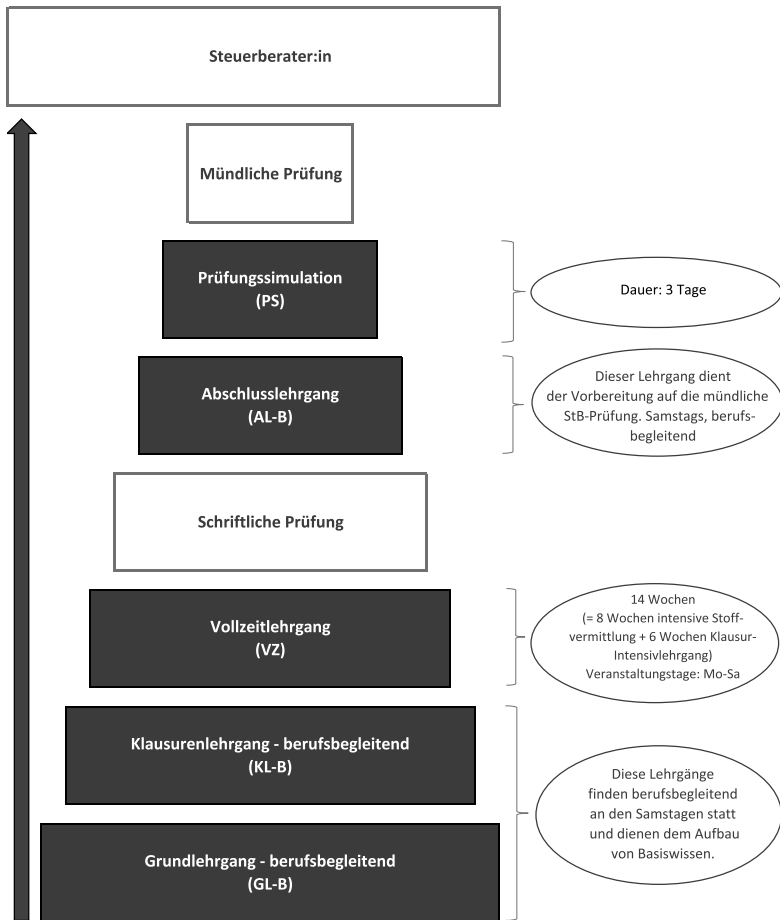 Steuerberater:in
Mündliche Prüfung
Prüfungssimulation
(PS)
Dauer: 3 Tage
Abschlusslehrgang
(AL-B)
Dieser Lehrgang dient
der Vorbereitung auf die mündliche
StB-Prüfung. Samstags, berufs-
begleitend
Schriftliche Prüfung
Vollzeitlehrgang
(VZ)
14 Wochen
(= 8 Wochen intensive Stoff-
vermittlung + 6 Wochen Klausur-
Intensivlehrgang)
Veranstaltungstage: Mo-Sa
Klausurenlehrgang - berufsbegleitend
(KL-B)
Grundlehrgang - berufsbegleitend
(GL-B)
Diese Lehrgänge
finden berufsbegleitend
an den Samstagen statt
und dienen dem Aufbau
von Basiswissen.